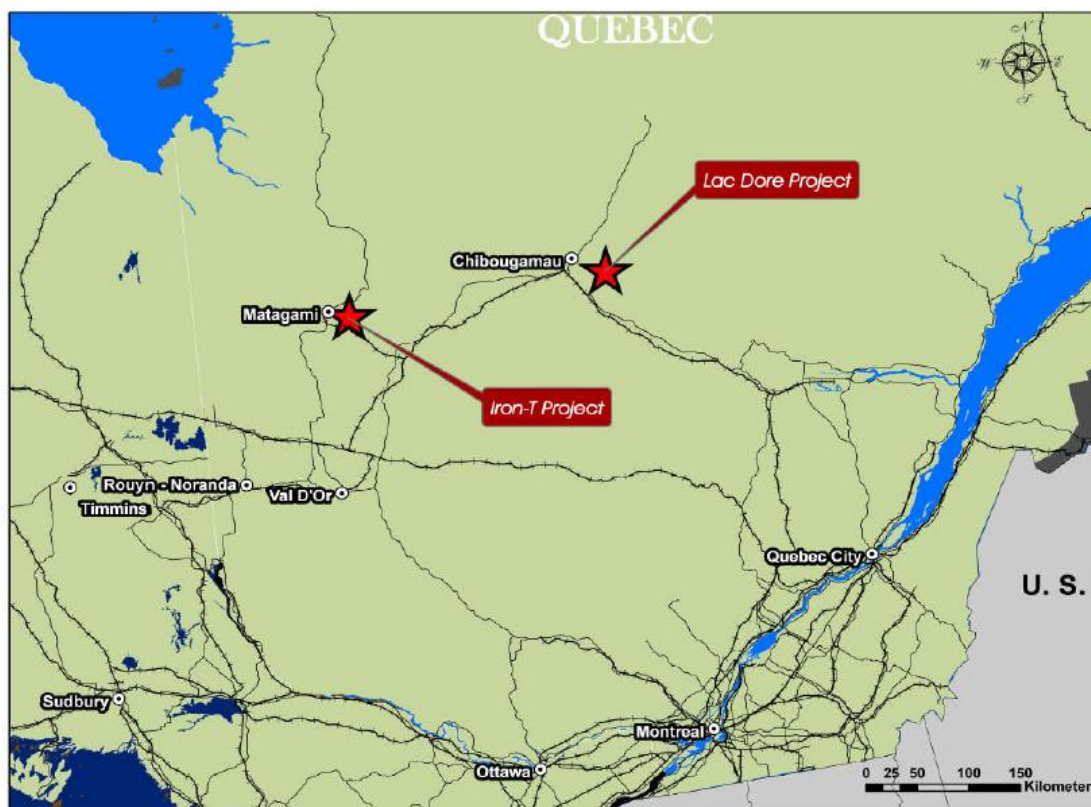 QUEBEC
N
W E
S
Lac Dore Project
Chibougamau
Matagami
Iron-T Project
Rouyn - Noranda
Val D'Or
Timmins
Quebec City
U. S.
Sudbury
Montreal
Ottawa
0 25 50 100 150
Kilometer